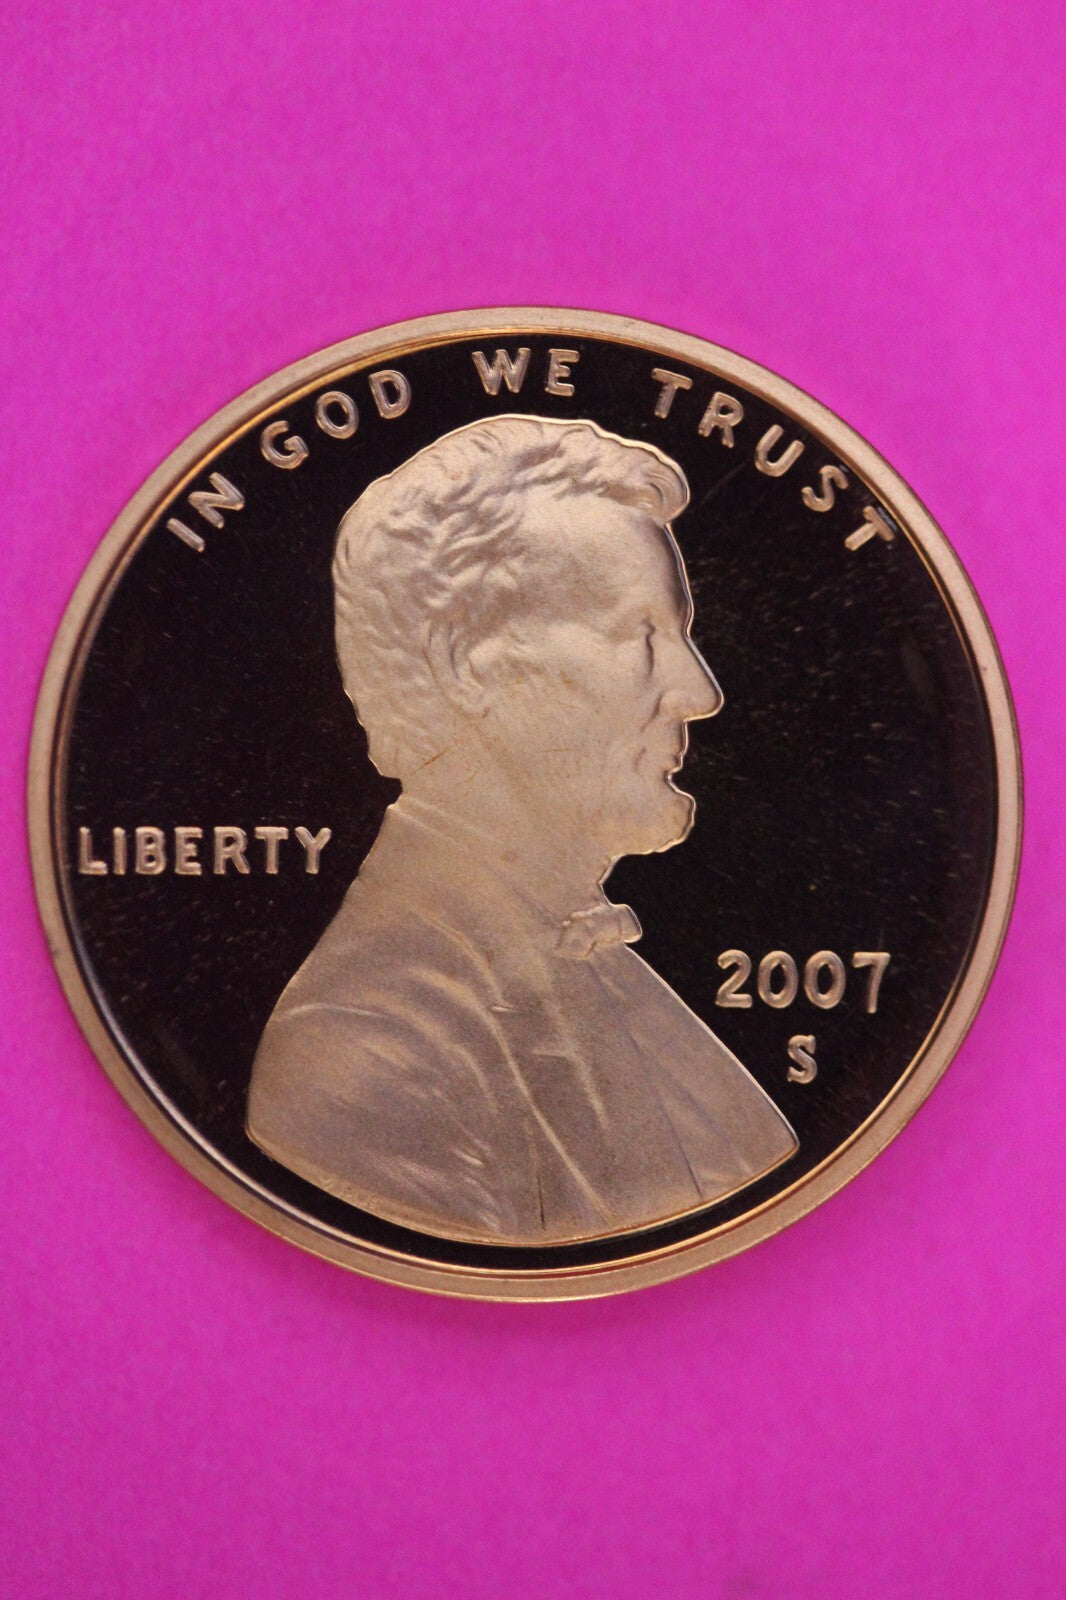 IN GOD WE TRUST
LIBERTY
2007
S